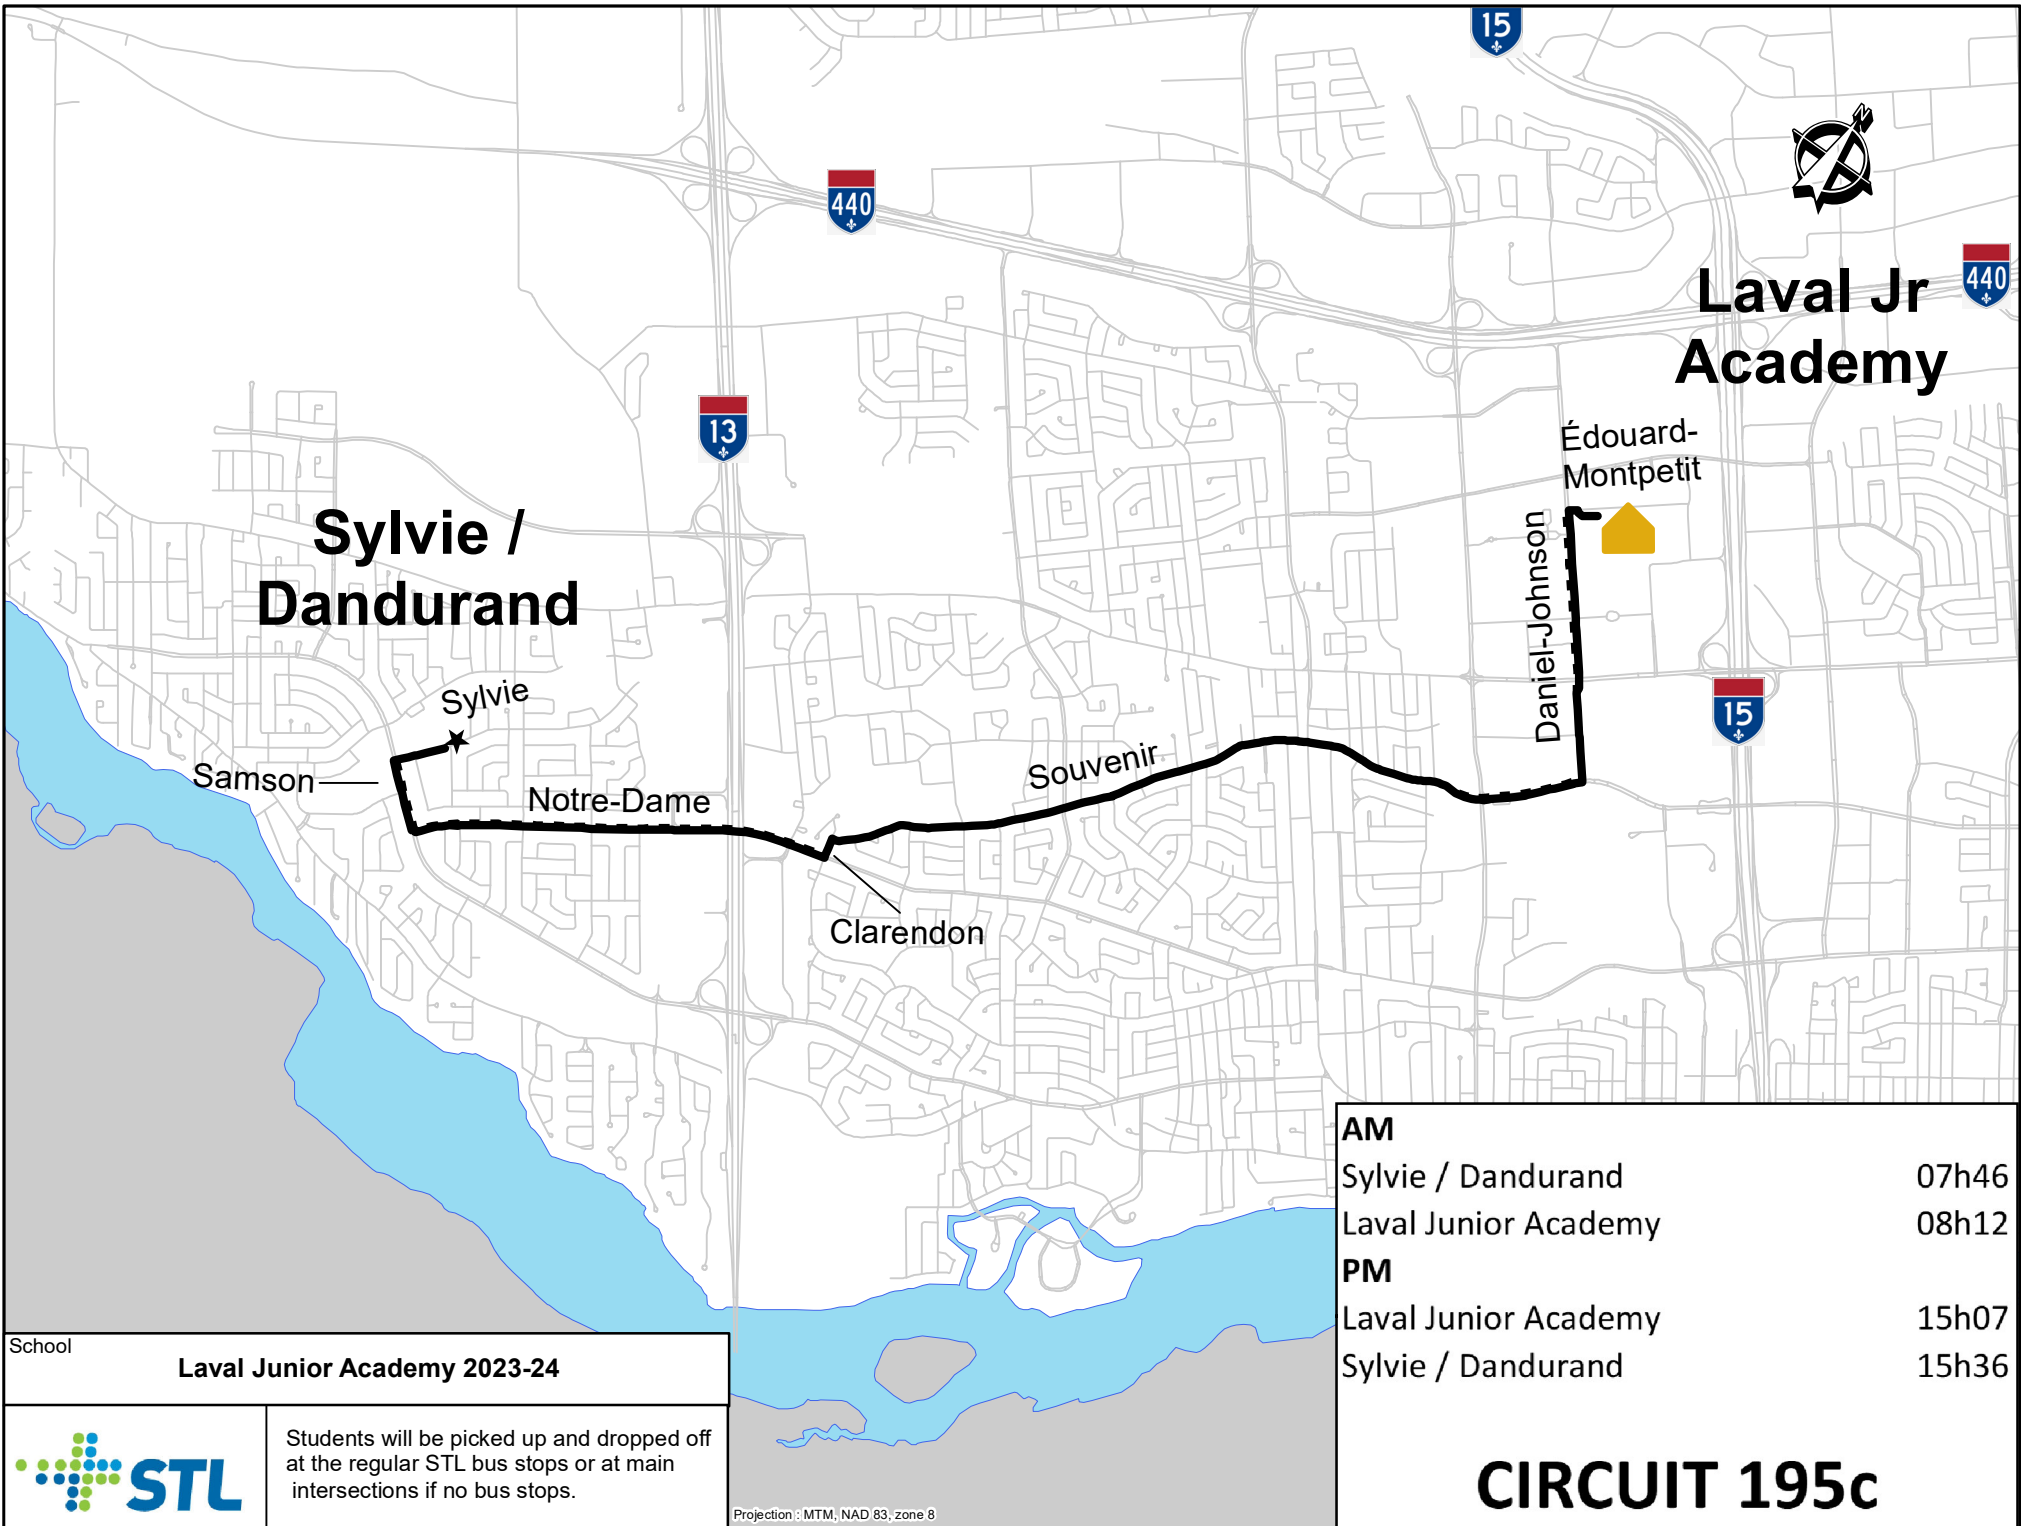 15
440
Laval Jr
Academy
440
13
Édouard-
Montpetit
Sylvie /
Dandurand
Daniel-Johnson
Sylvie
15
Samson
Notre-Dame
Souvenir
Clarendon
AM
Sylvie / Dandurand 07h46
Laval Junior Academy 08h12
PM
Laval Junior Academy 15h07
Sylvie / Dandurand 15h36
CIRCUIT 195c
School
Laval Junior Academy 2023-24
STL
Students will be picked up and dropped off
at the regular STL bus stops or at main
intersections if no bus stops.
Projection : MTM, NAD 83, zone 8
N